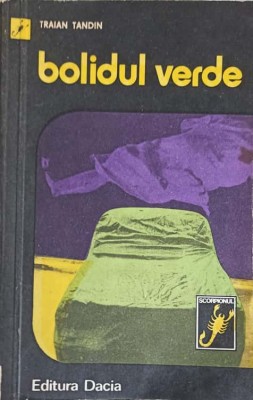 TRAIAN TANDIN
bolidul verde
SCORPIONUL
Editura Dacia